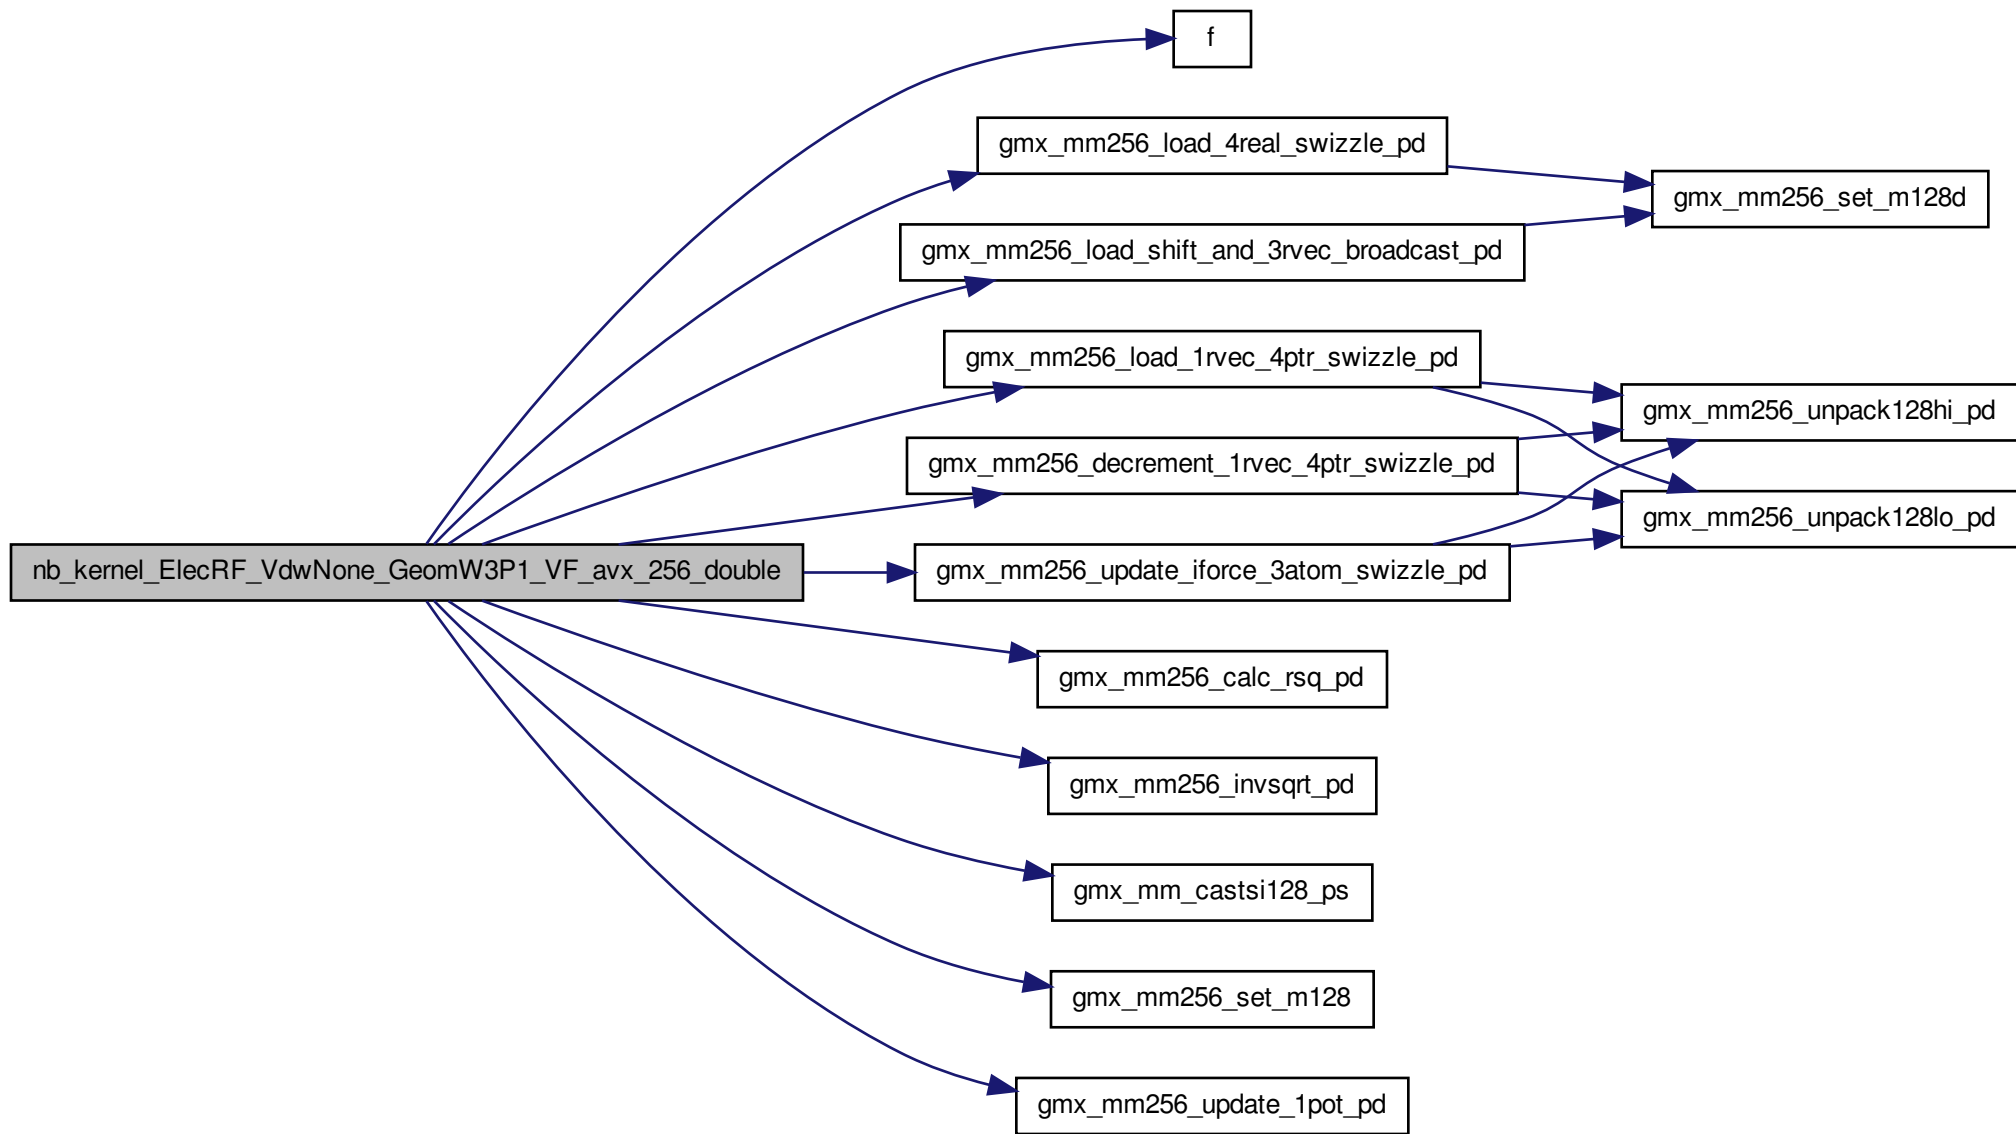 f
gmx_mm256_load_4real_swizzle_pd
gmx_mm256_set_m128d
gmx_mm256_load_shift_and_3rvec_broadcast_pd
gmx_mm256_load_1rvec_4ptr_swizzle_pd
gmx_mm256_unpack128hi_pd
gmx_mm256_decrement_1rvec_4ptr_swizzle_pd
gmx_mm256_unpack128lo_pd
nb_kernel_ElecRF_VdwNone_GeomW3P1_VF_avx_256_double
gmx_mm256_update_iforce_3atom_swizzle_pd
gmx_mm256_calc_rsq_pd
gmx_mm256_invsqrt_pd
gmx_mm_castsi128_ps
gmx_mm256_set_m128
gmx_mm256_update_1pot_pd